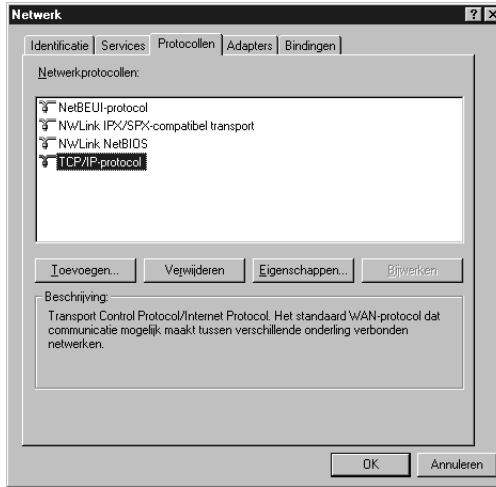 Netwerk
Identificatie Services Protocollen Adapters Bindingen
Netwerkprotocollen:
NetBEUI-protocol
NWLink IPX/SPX-compatibel transport
NWLink NetBIOS
TCP/IP-protocol
Toevoegen... Verwijderen Eigenschappen... Bijwerken
Beschrijving:
Transport Control Protocol/Internet Protocol. Het standaard WAN-protocol dat
communicatie mogelijk maakt tussen verschillende onderling verbonden
netwerken.
OK Annuleren